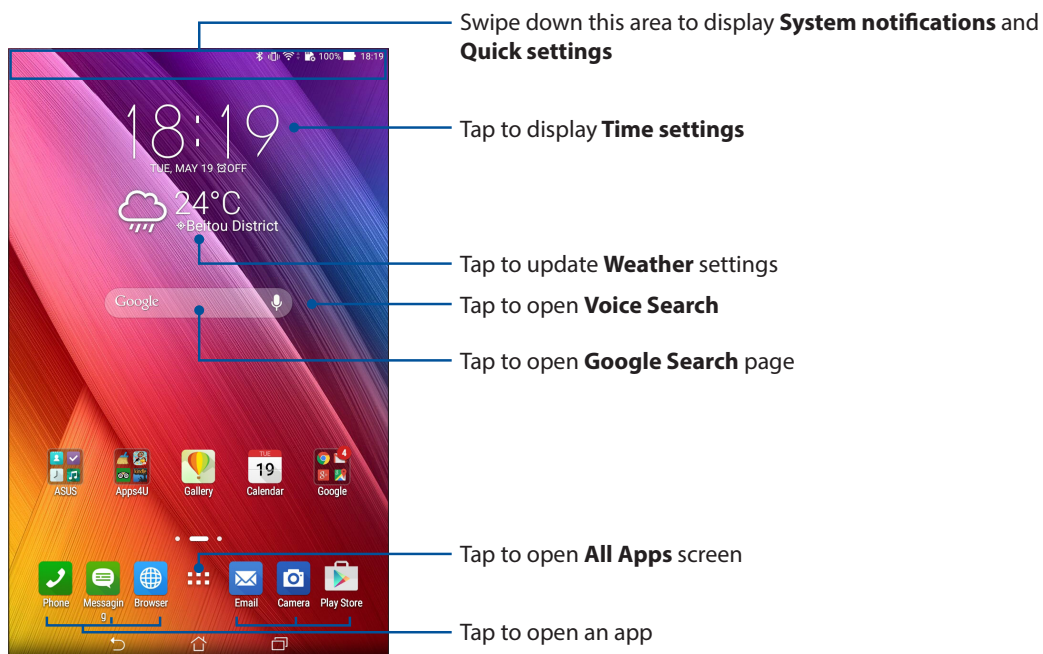 Swipe down this area to display System notifications and
Quick settings
100% 18:19
18:19
Tap to display Time settings
TUE, MAY 19 OFF
24°C
Beitou District
Tap to update Weather settings
Google
Tap to open Voice Search
Tap to open Google Search page
TUE
19
4
ASUS Apps4U Gallery Calendar Google
Tap to open All Apps screen
Phone Messagin Browser Email Camera Play Store
g
Tap to open an app